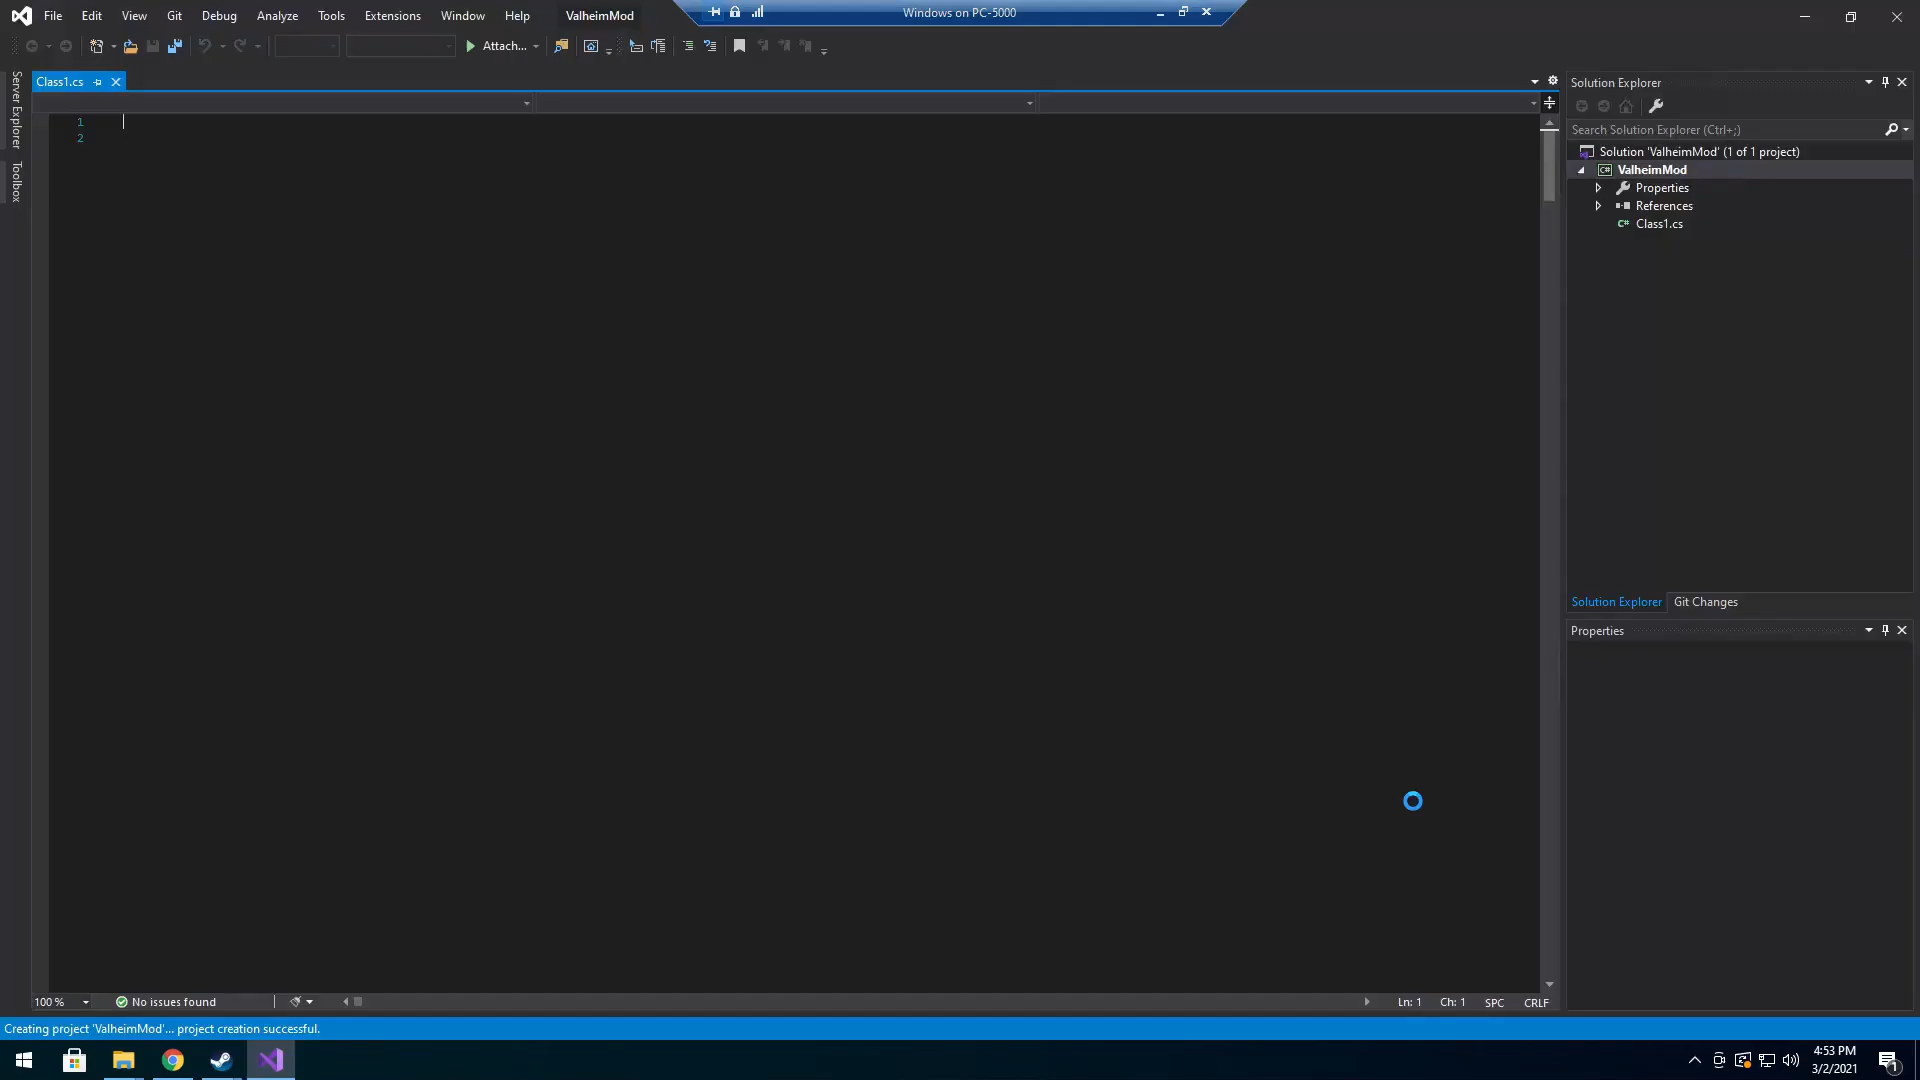 File Edit View Git Debug Analyze Tools Extensions Window Help ValheimMod
Windows on PC-5000
Attach...
Server Explorer
Toolbox
Class1.cs
1
2
100 %
No issues found
Ln: 1 Ch: 1 SPC CRLF
Solution Explorer
Search Solution Explorer (Ctrl+;)
Solution 'ValheimMod' (1 of 1 project)
C# ValheimMod
Properties
References
C# Class1.cs
Solution Explorer Git Changes
Properties
Creating project 'ValheimMod'... project creation successful.
4:53 PM
3/2/2021
1